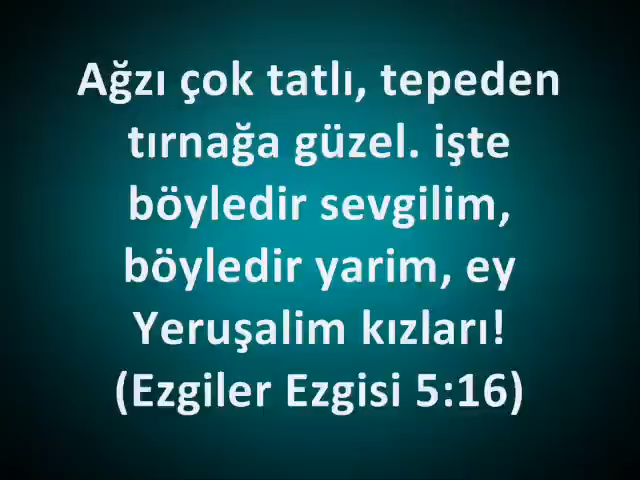 Ağzı çok tatlı, tepeden
tırnağa güzel. işte
böyledir sevgilim,
böyledir yarim, ey
Yeruşalim kızları!
(Ezgiler Ezgisi 5:16)